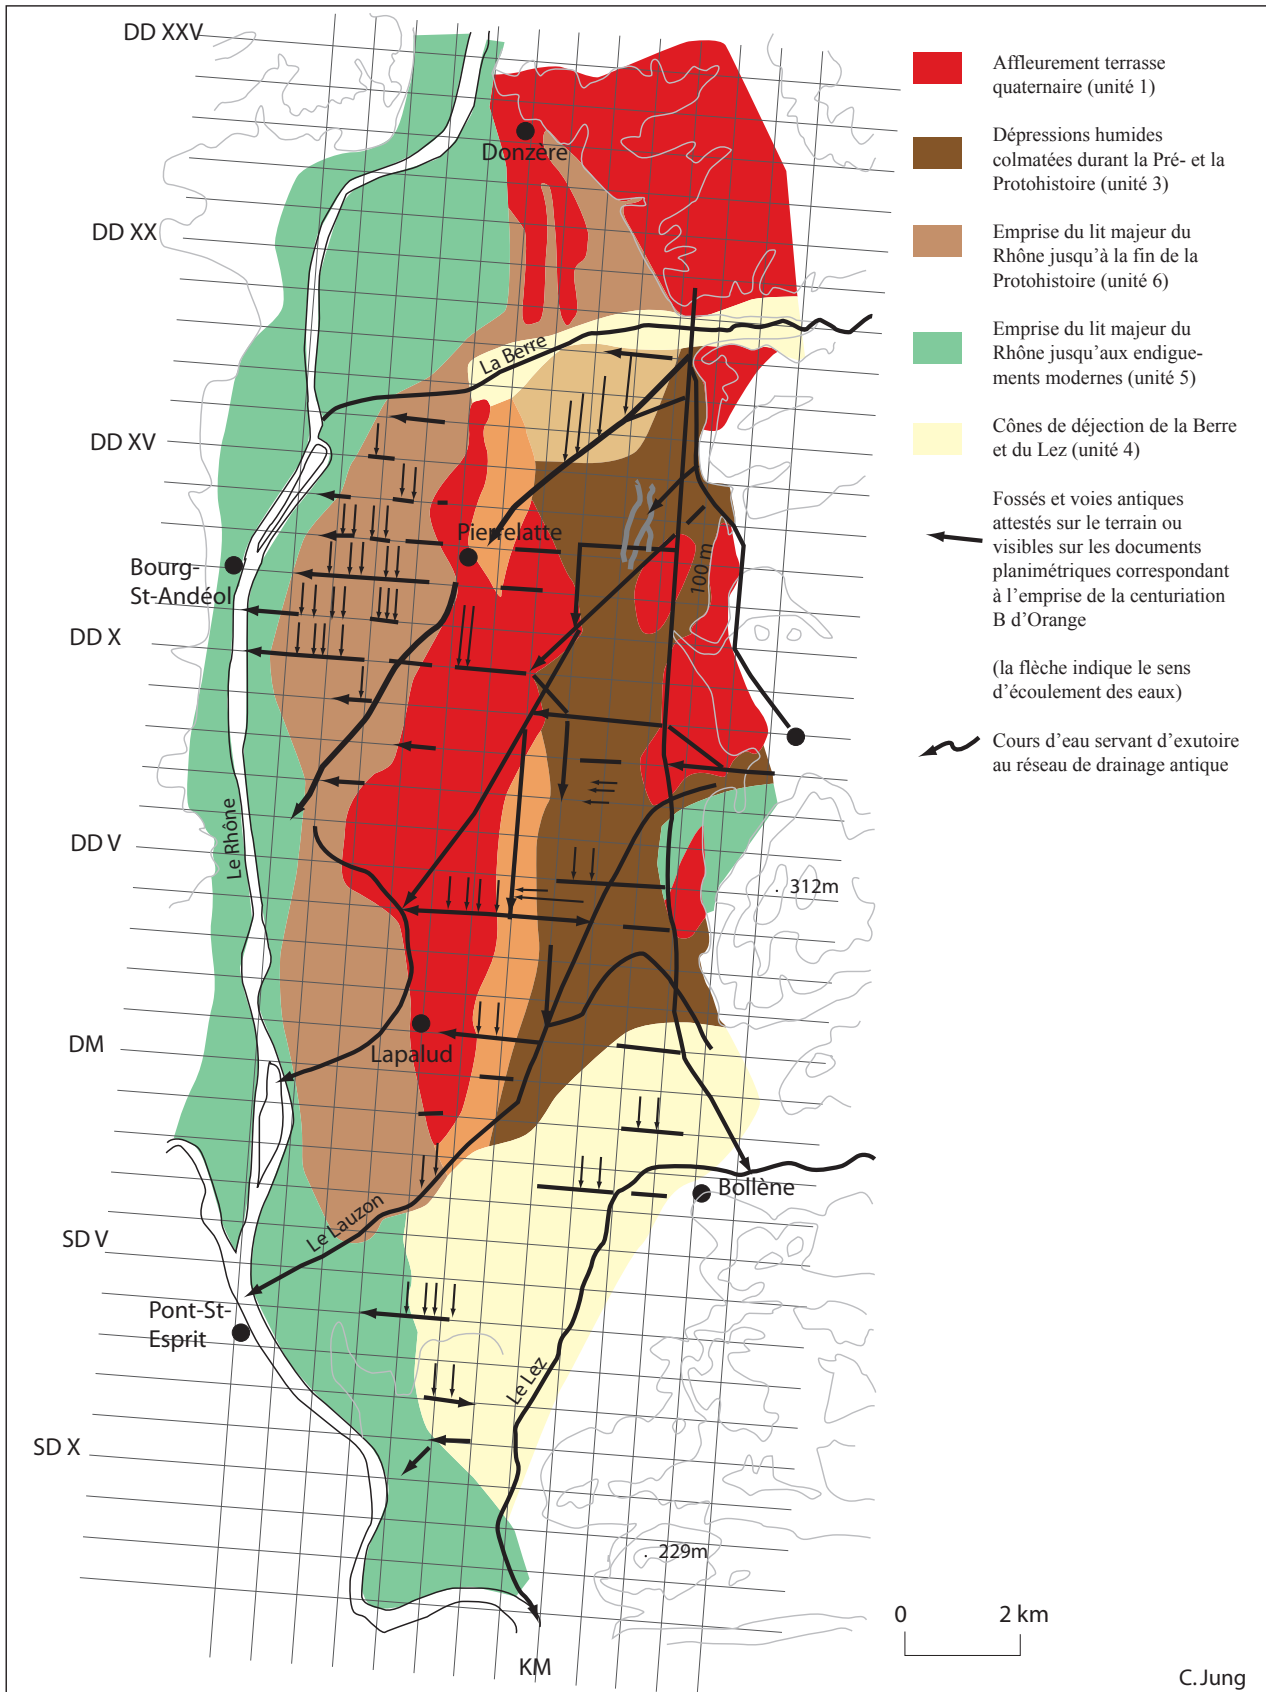 DD XXV
DD XX
DD XV
DD X
DD V
DM
SD V
SD X
KM
Donzère
La Berre
Pierrelatte
Bourg-
St-Andéol
100 m
Le Rhône
312m
Lapalud
Bollène
Le Lauzon
Pont-St-
Esprit
Le Lez
229m
Affleurement terrasse
quaternaire (unité 1)
Dépressions humides
colmatées durant la Pré- et la
Protohistoire (unité 3)
Emprise du lit majeur du
Rhône jusqu'à la fin de la
Protohistoire (unité 6)
Emprise du lit majeur du
Rhône jusqu'aux endigue-
ments modernes (unité 5)
Cônes de déjection de la Berre
et du Lez (unité 4)
Fossés et voies antiques
attestés sur le terrain ou
visibles sur les documents
planimétriques correspondant
à l'emprise de la centuriation
B d'Orange
(la flèche indique le sens
d'écoulement des eaux)
Cours d'eau servant d'exutoire
au réseau de drainage antique
0 2 km
C. Jung